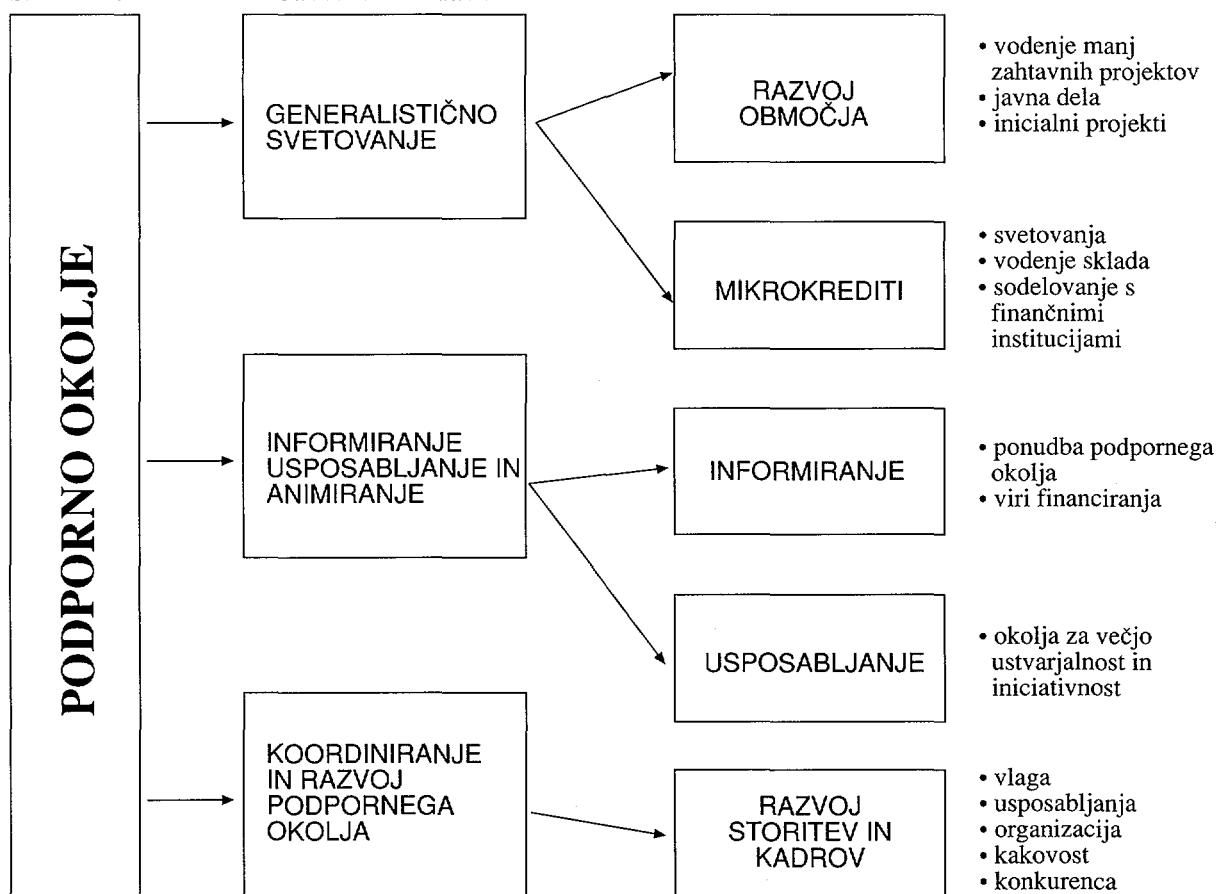 PODPORNO OKOLJE
GENERALISTIČNO
SVETOVANJE
RAZVOJ
OBMOČJA
• vodenje manj
zahtavnih projektov
• javna dela
• inicialni projekti
MIKROKREDITI
• svetovanja
• vodenje sklada
• sodelovanje s
finančnimi
institucijami
INFORMIRANJE
USPOSABLJANJE IN
ANIMIRANJE
INFORMIRANJE
• ponudba podpornega
okolja
• viri financiranja
USPOSABLJANJE
• okolja za večjo
ustvarjalnost in
iniciativnost
KOORDINIRANJE
IN RAZVOJ
PODPORNEGA
OKOLJA
RAZVOJ
STORITEV IN
KADROV
• vlaga
• usposabljanja
• organizacija
• kakovost
• konkurenca